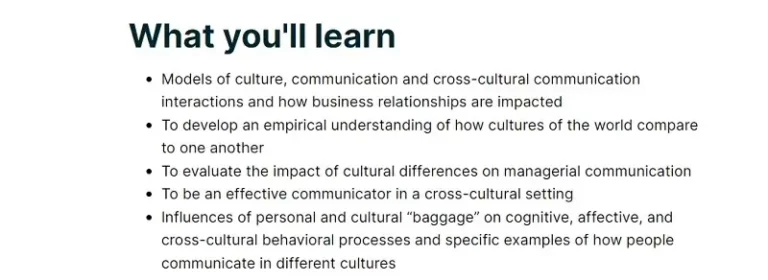 What you'll learn
• Models of culture, communication and cross-cultural communication
interactions and how business relationships are impacted
• To develop an empirical understanding of how cultures of the world compare
to one another
• To evaluate the impact of cultural differences on managerial communication
• To be an effective communicator in a cross-cultural setting
• Influences of personal and cultural “baggage” on cognitive, affective, and
cross-cultural behavioral processes and specific examples of how people
communicate in different cultures